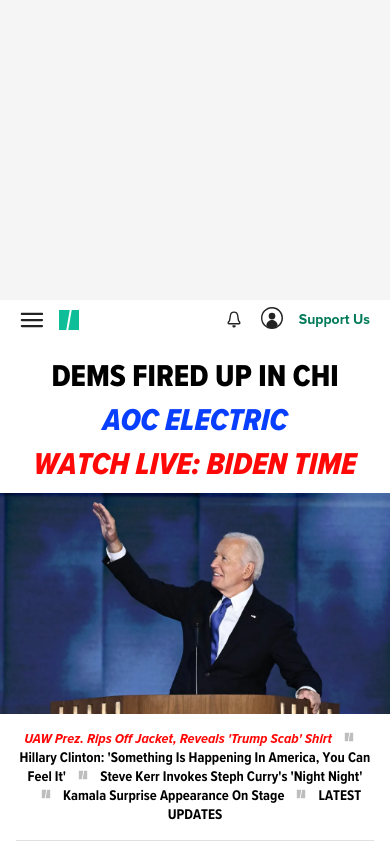 Support Us
DEMS FIRED UP IN CHI
AOC ELECTRIC
WATCH LIVE: BIDEN TIME
UAW Prez. Rips Off Jacket, Reveals 'Trump Scab' Shirt
Hillary Clinton: 'Something Is Happening In America, You Can
Feel It' Steve Kerr Invokes Steph Curry's 'Night Night'
Kamala Surprise Appearance On Stage LATEST
UPDATES